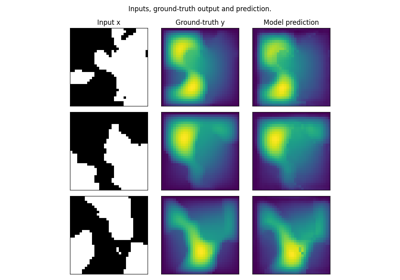 Inputs, ground-truth output and prediction.
Input x
Ground-truth y
Model prediction